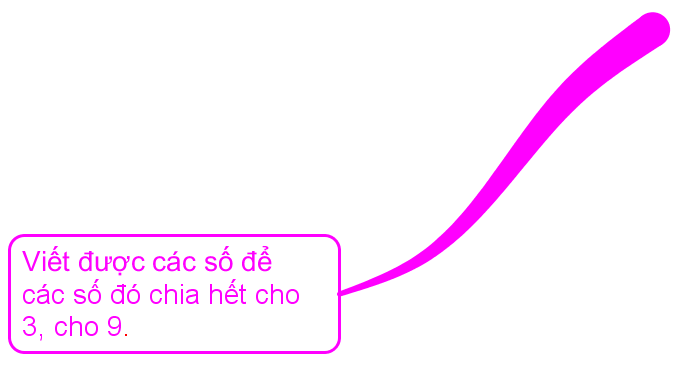 Viết được các số để
các số đó chia hết cho
3, cho 9.